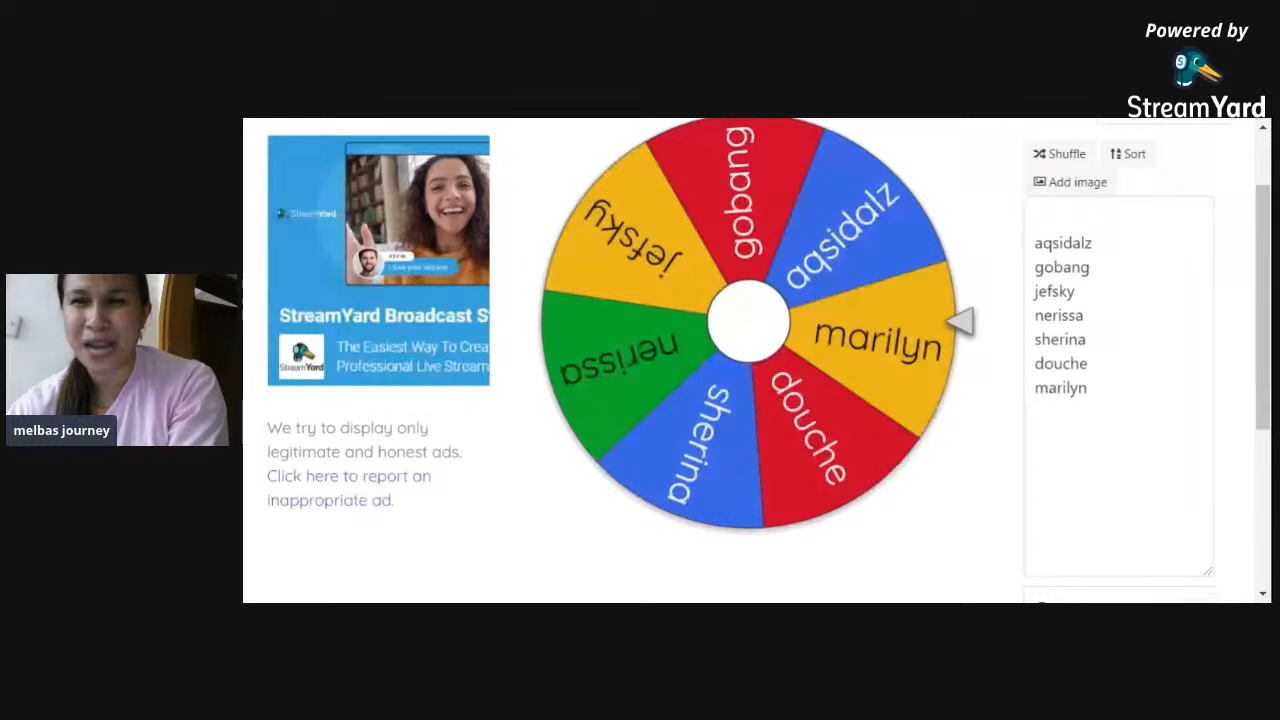 Powered by
StreamYard
StreamYard
StreamYard Broadcast S
StreamYard
The Easiest Way To Crea
Professional Live Stream
We try to display only
legitimate and honest ads.
Click here to report an
inappropriate ad.
gobang
aqsidalz
marilyn
douche
sherina
nerissa
jefsky
Shuffle
Sort
Add image
aqsidalz
gobang
jefsky
nerissa
sherina
douche
marilyn
melbas journey